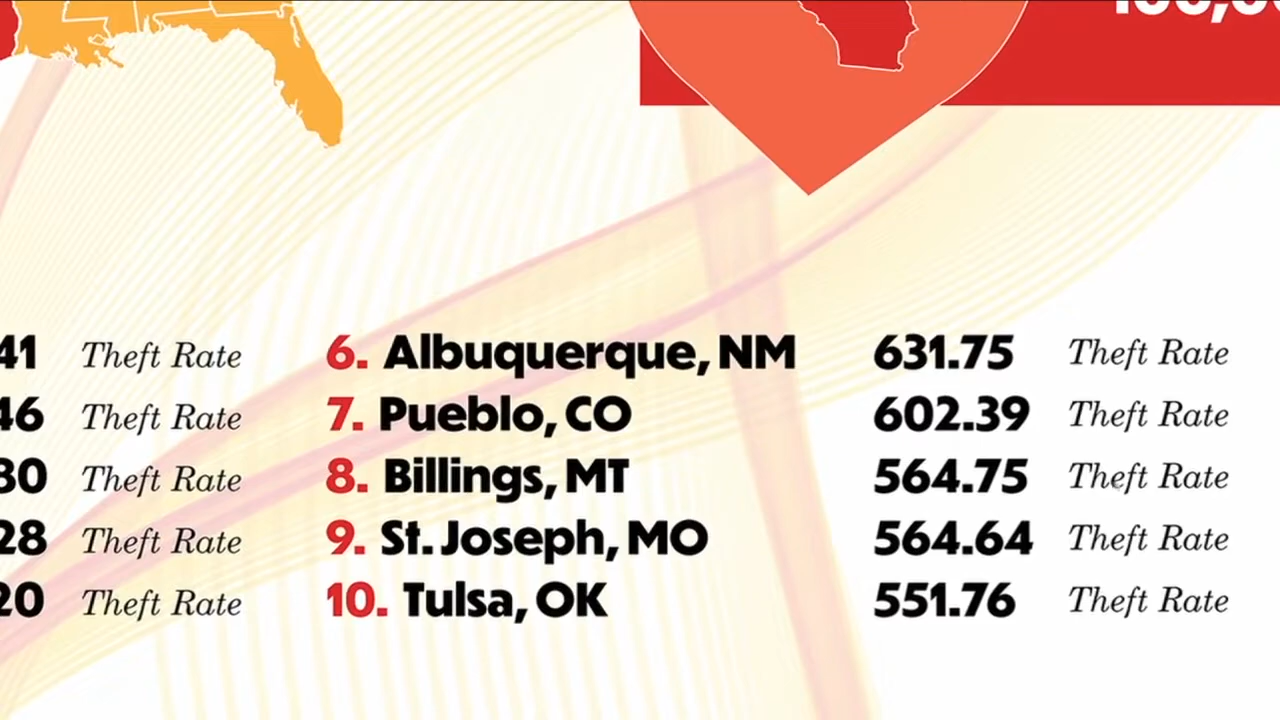 41 Theft Rate 6. Albuquerque, NM 631.75 Theft Rate
46 Theft Rate 7. Pueblo, CO 602.39 Theft Rate
30 Theft Rate 8. Billings, MT 564.75 Theft Rate
28 Theft Rate 9. St. Joseph, MO 564.64 Theft Rate
20 Theft Rate 10. Tulsa, OK 551.76 Theft Rate